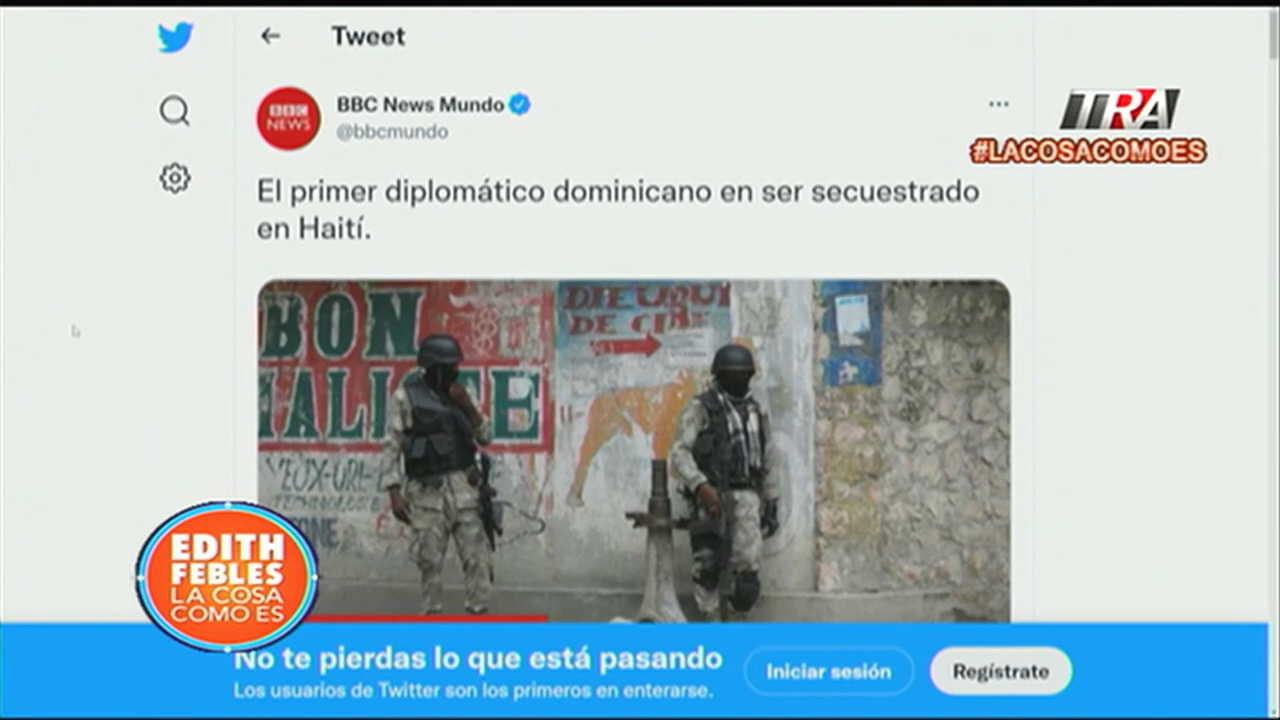 Tweet
BBC
NEWS
BBC News Mundo
@bbcmundo
TRA
#LACOSACOMOES
El primer diplomático dominicano en ser secuestrado
en Haití.
BON
DE
EDITH
FEBLES
LA COSA
COMO ES
No te pierdas lo que está pasando
Los usuarios de Twitter son los primeros en enterarse.
Iniciar sesión
Regístrate